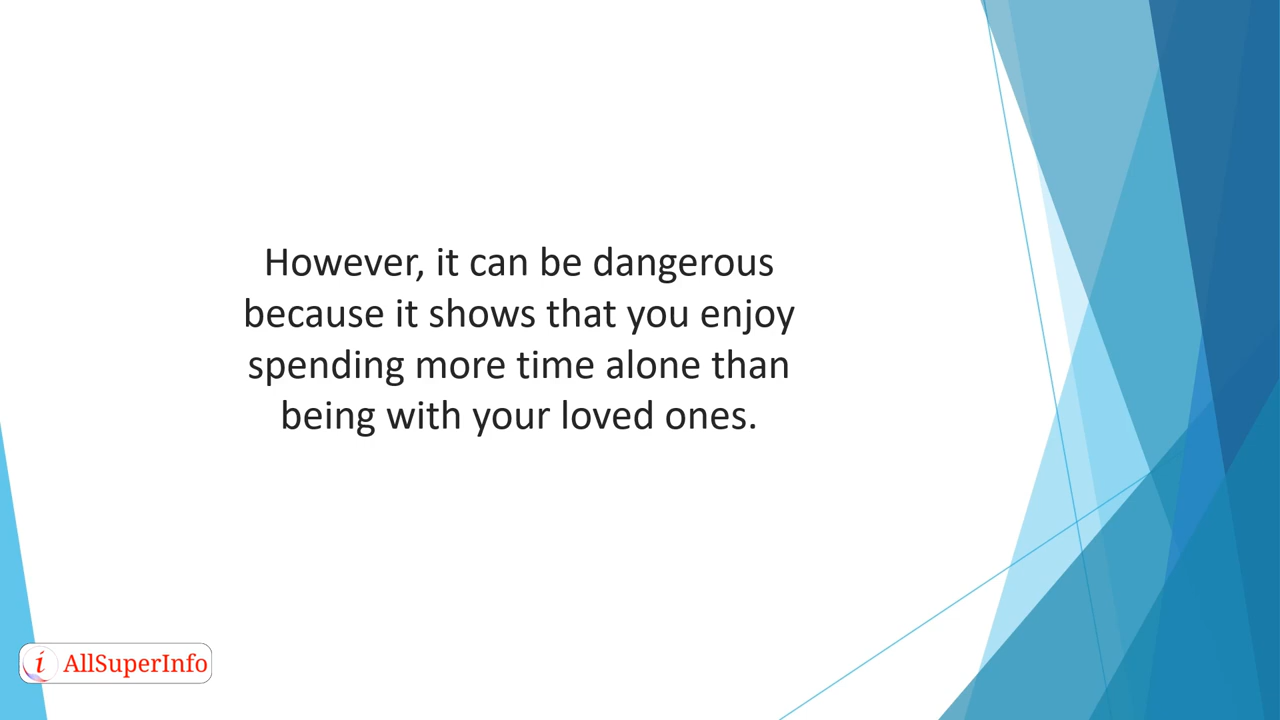 However, it can be dangerous
because it shows that you enjoy
spending more time alone than
being with your loved ones.
i AllSuperInfo